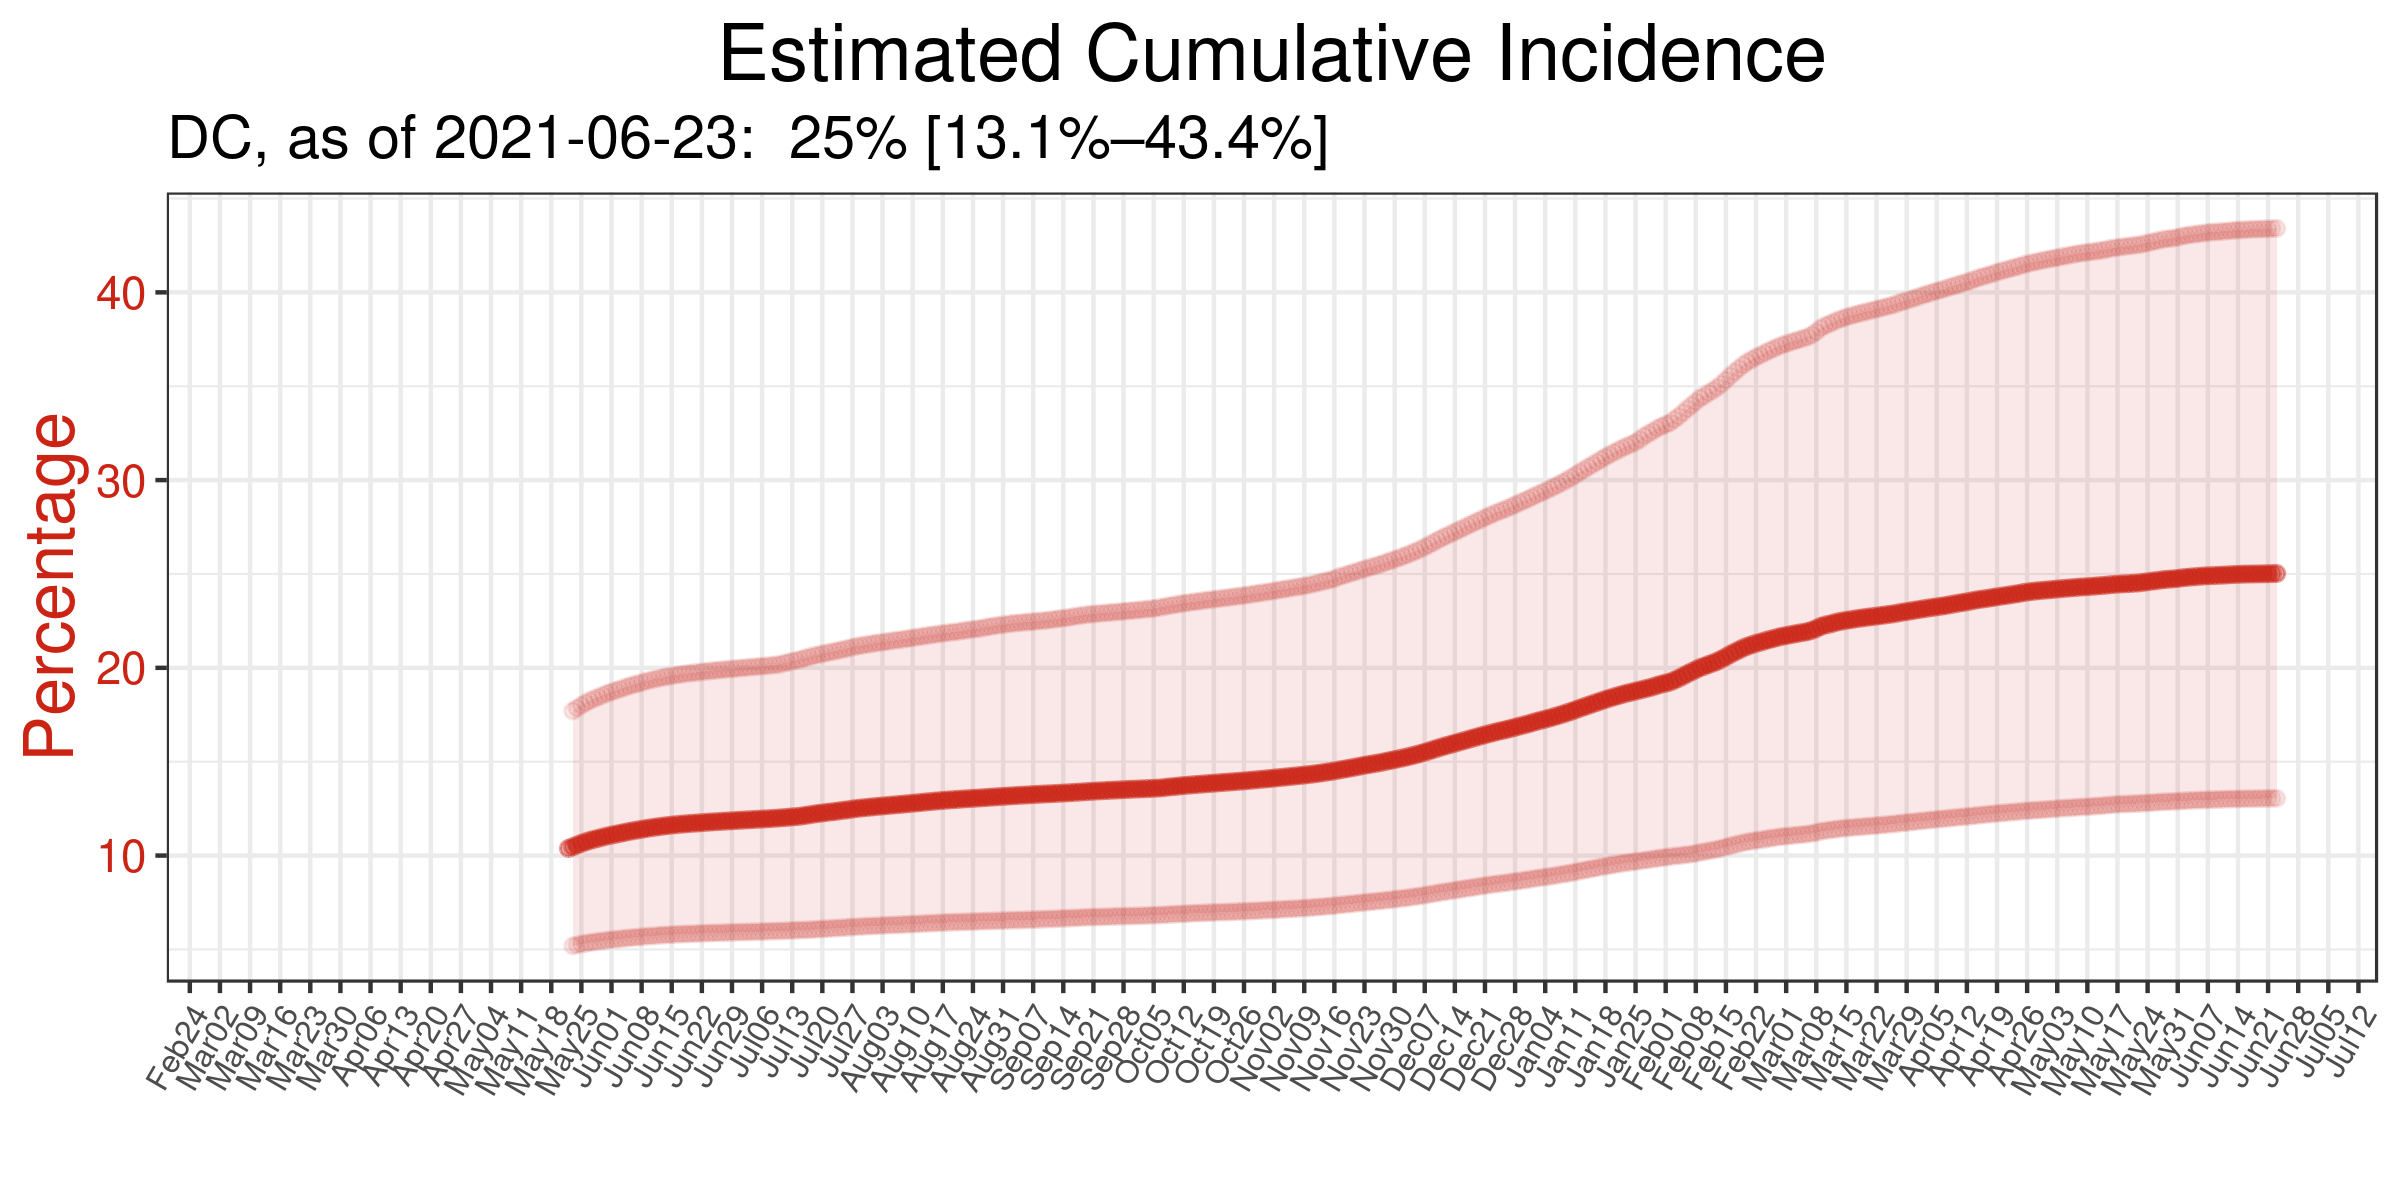 Estimated Cumulative Incidence
DC, as of 2021-06-23:  25% [13.1%–43.4%]
Percentage
40
30
20
10
Feb24
Mar02
Mar09
Mar16
Mar23
Mar30
Apr06
Apr13
Apr20
Apr27
May04
May11
May18
May25
Jun01
Jun08
Jun15
Jun22
Jun29
Jul06
Jul13
Jul20
Jul27
Aug03
Aug10
Aug17
Aug24
Aug31
Sep07
Sep14
Sep21
Sep28
Oct05
Oct12
Oct19
Oct26
Nov02
Nov09
Nov16
Nov23
Nov30
Dec07
Dec14
Dec21
Dec28
Jan04
Jan11
Jan18
Jan25
Feb01
Feb08
Feb15
Feb22
Mar01
Mar08
Mar15
Mar22
Mar29
Apr05
Apr12
Apr19
Apr26
May03
May10
May17
May24
May31
Jun07
Jun14
Jun21
Jun28
Jul05
Jul12